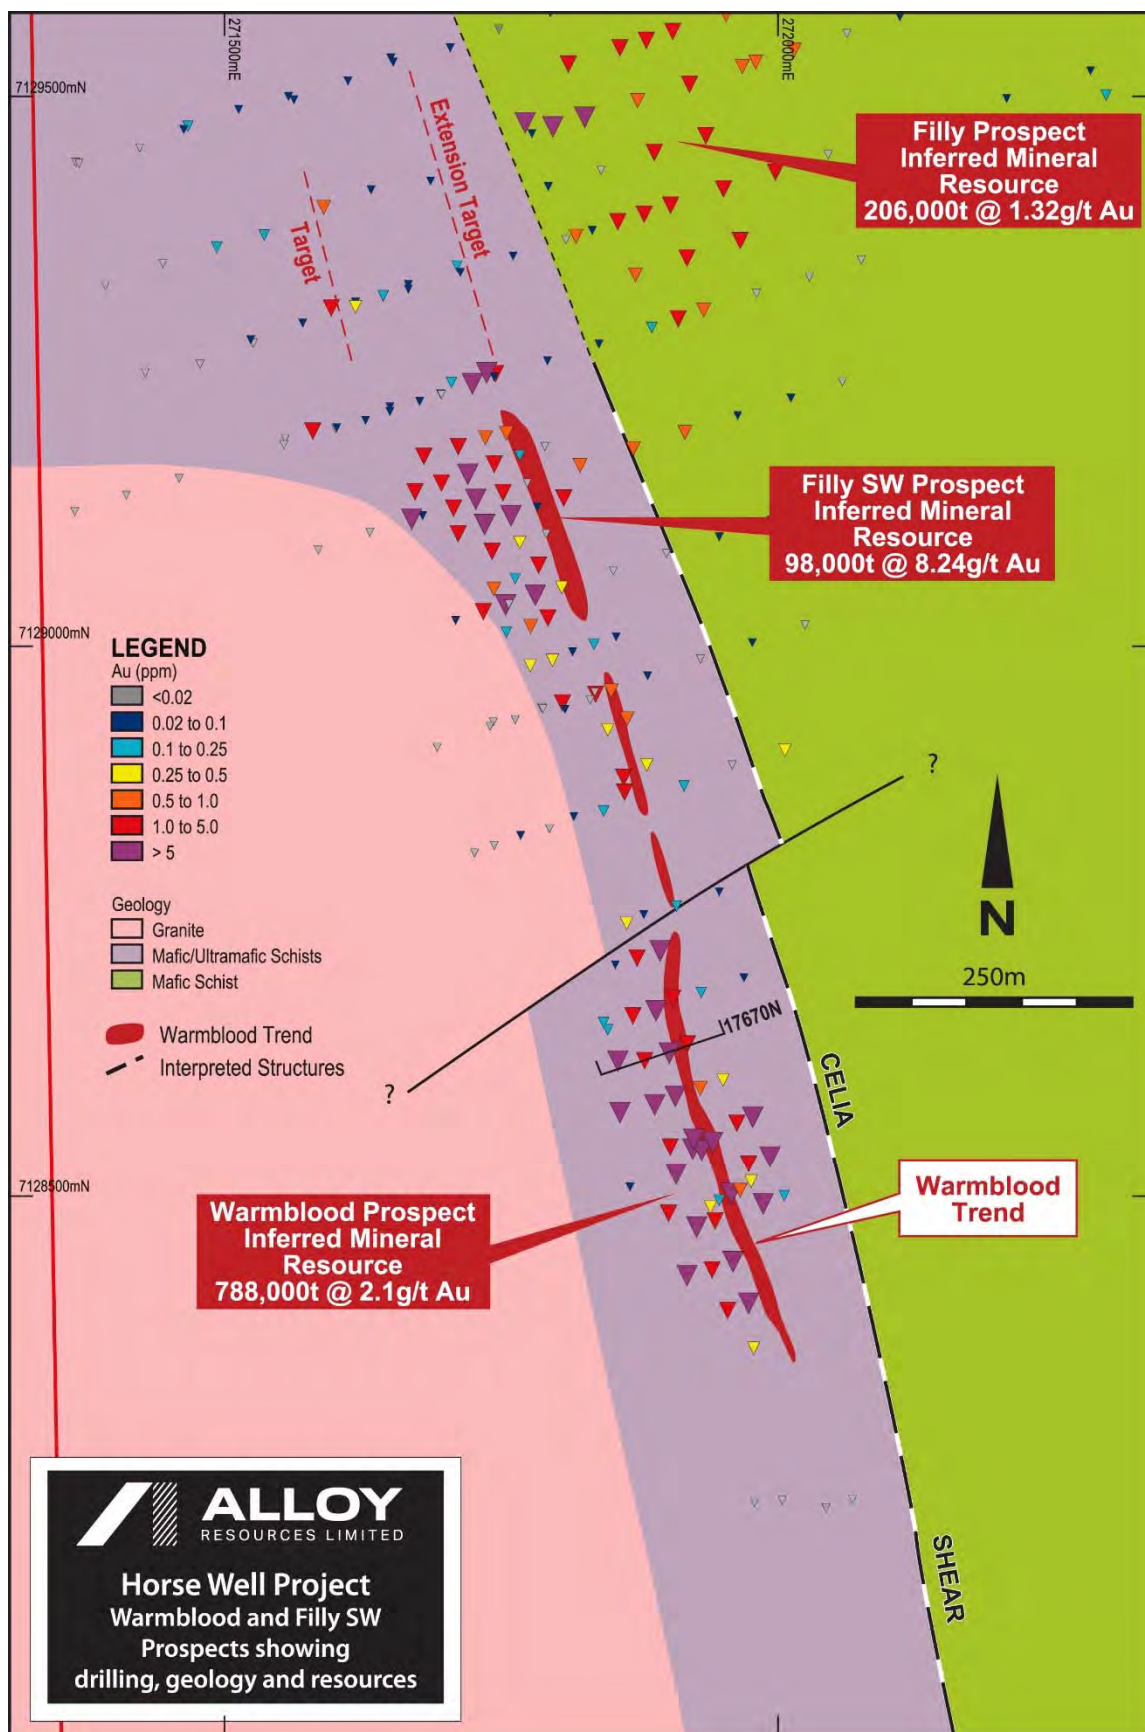 271500mE
272000mE
7129500mN
Extension Target
Target
Filly Prospect
Inferred Mineral
Resource
206,000t @ 1.32g/t Au
Filly SW Prospect
Inferred Mineral
Resource
98,000t @ 8.24g/t Au
7129000mN
LEGEND
Au (ppm)
<0.02
0.02 to 0.1
0.1 to 0.25
0.25 to 0.5
0.5 to 1.0
1.0 to 5.0
> 5
Geology
Granite
Mafic/Ultramafic Schists
Mafic Schist
Warmblood Trend
Interpreted Structures
?
?
N
250m
17670N
CELIA
SHEAR
7128500mN
Warmblood Prospect
Inferred Mineral
Resource
788,000t @ 2.1g/t Au
Warmblood
Trend
ALLOY
RESOURCES LIMITED
Horse Well Project
Warmblood and Filly SW
Prospects showing
drilling, geology and resources